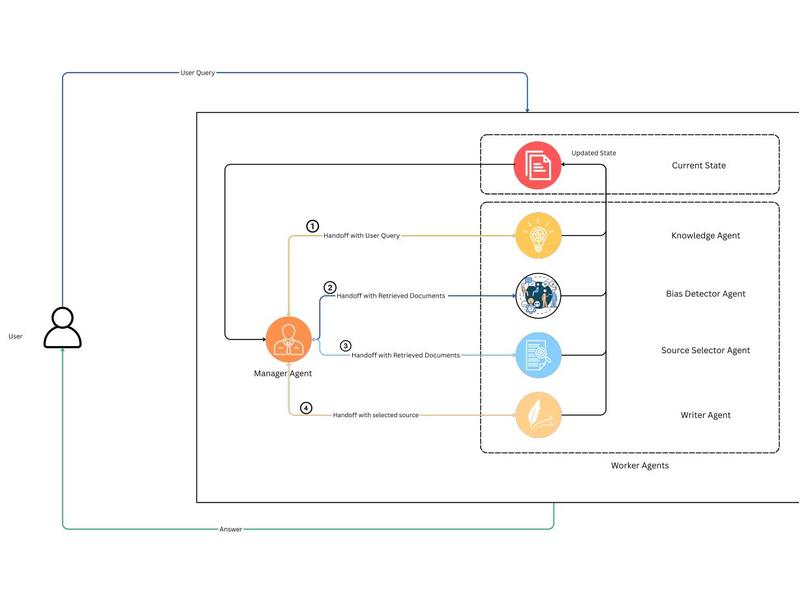 User Query
Updated State
Current State
1
Handoff with User Query
Knowledge Agent
2
Handoff with Retrieved Documents
Bias Detector Agent
User
3
Handoff with Retrieved Documents
Source Selector Agent
Manager Agent
4
Handoff with selected source
Writer Agent
Worker Agents
Answer